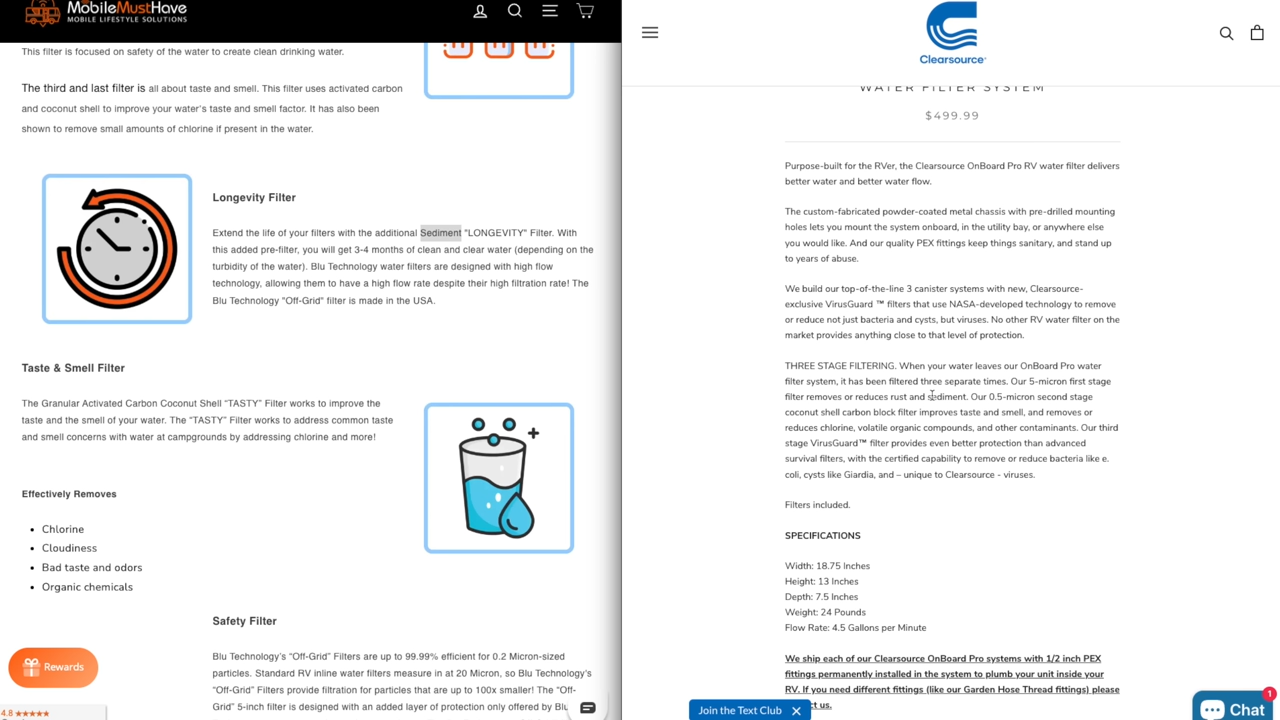 MobileMustHave
MOBILE LIFESTYLE SOLUTIONS
This filter is focused on safety of the water to create clean drinking water.
The third and last filter is all about taste and smell. This filter uses activated carbon
and coconut shell to improve your water's taste and smell factor. It has also been
shown to remove small amounts of chlorine if present in the water.
Longevity Filter
Extend the life of your filters with the additional Sediment "LONGEVITY" Filter. With
this added pre-filter, you will get 3-4 months of clean and clear water (depending on the
turbidity of the water). Blu Technology water filters are designed with high flow
technology, allowing them to have a high flow rate despite their high filtration rate! The
Blu Technology "Off-Grid" filter is made in the USA.
Taste & Smell Filter
The Granular Activated Carbon Coconut Shell “TASTY” Filter works to improve the
taste and the smell of your water. The “TASTY” Filter works to address common taste
and smell concerns with water at campgrounds by addressing chlorine and more!
Effectively Removes
• Chlorine
• Cloudiness
• Bad taste and odors
• Organic chemicals
Safety Filter
Blu Technology's “Off-Grid” Filters are up to 99.99% efficient for 0.2 Micron-sized
particles. Standard RV inline water filters measure in at 20 Micron, so Blu Technology's
“Off-Grid” Filters provide filtration for particles that are up to 100x smaller! The “Off-
Grid” 5-inch filter is designed with an added layer of protection only offered by Blu
Rewards
4.8 ★★★★★
Clearsource
WATER FILTER SYSTEM
$499.99
Purpose-built for the RVer, the Clearsource OnBoard Pro RV water filter delivers
better water and better water flow.
The custom-fabricated powder-coated metal chassis with pre-drilled mounting
holes lets you mount the system onboard, in the utility bay, or anywhere else
you would like. And our quality PEX fittings keep things sanitary, and stand up
to years of abuse.
We build our top-of-the-line 3 canister systems with new, Clearsource-
exclusive VirusGuard ™ filters that use NASA-developed technology to remove
or reduce not just bacteria and cysts, but viruses. No other RV water filter on the
market provides anything close to that level of protection.
THREE STAGE FILTERING. When your water leaves our OnBoard Pro water
filter system, it has been filtered three separate times. Our 5-micron first stage
filter removes or reduces rust and sediment. Our 0.5-micron second stage
coconut shell carbon block filter improves taste and smell, and removes or
reduces chlorine, volatile organic compounds, and other contaminants. Our third
stage VirusGuard™ filter provides even better protection than advanced
survival filters, with the certified capability to remove or reduce bacteria like e.
coli, cysts like Giardia, and – unique to Clearsource - viruses.
Filters included.
SPECIFICATIONS
Width: 18.75 Inches
Height: 13 Inches
Depth: 7.5 Inches
Weight: 24 Pounds
Flow Rate: 4.5 Gallons per Minute
We ship each of our Clearsource OnBoard Pro systems with 1/2 inch PEX
fittings permanently installed in the system to plumb your unit inside your
RV. If you need different fittings (like our Garden Hose Thread fittings) please
ct us.
Join the Text Club ×
Chat
1